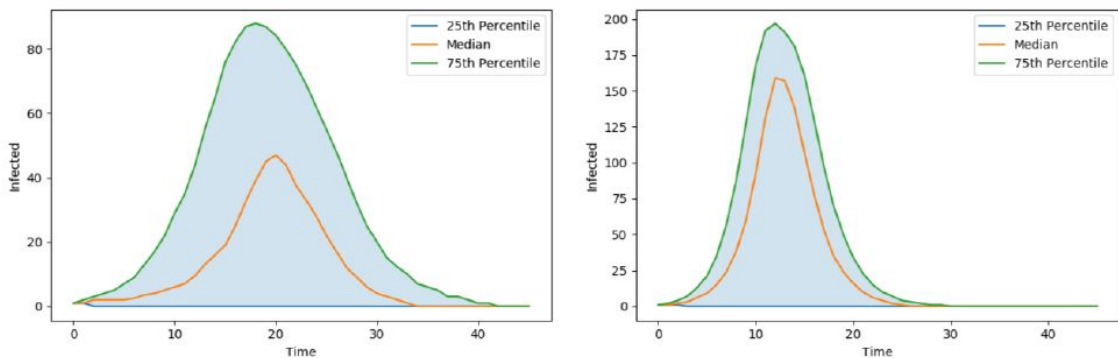 25th Percentile
Median
75th Percentile
80
60
40
20
0
Infected
0 10 20 30 40
Time
25th Percentile
Median
75th Percentile
200
175
150
125
100
75
50
25
0
Infected
0 10 20 30 40
Time